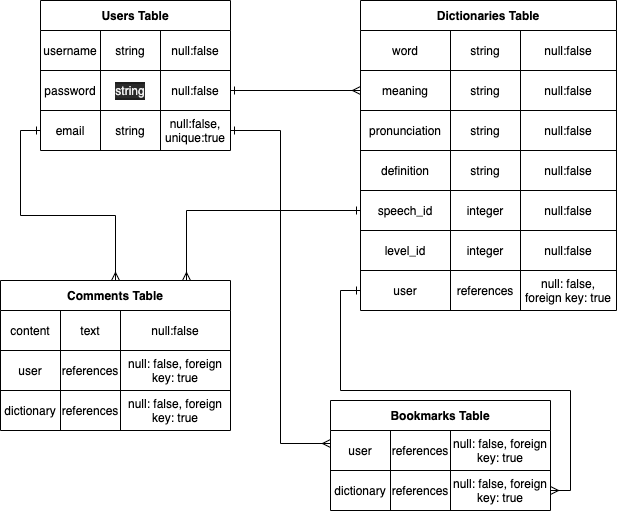 Users Table
username string null:false
password string null:false
email string null:false,
unique:true
Dictionaries Table
word string null:false
meaning string null:false
pronunciation string null:false
definition string null:false
speech_id integer null:false
level_id integer null:false
user references null: false,
foreign key: true
Comments Table
content text null:false
user references null: false, foreign
key: true
dictionary references null: false, foreign
key: true
Bookmarks Table
user references null: false, foreign
key: true
dictionary references null: false, foreign
key: true